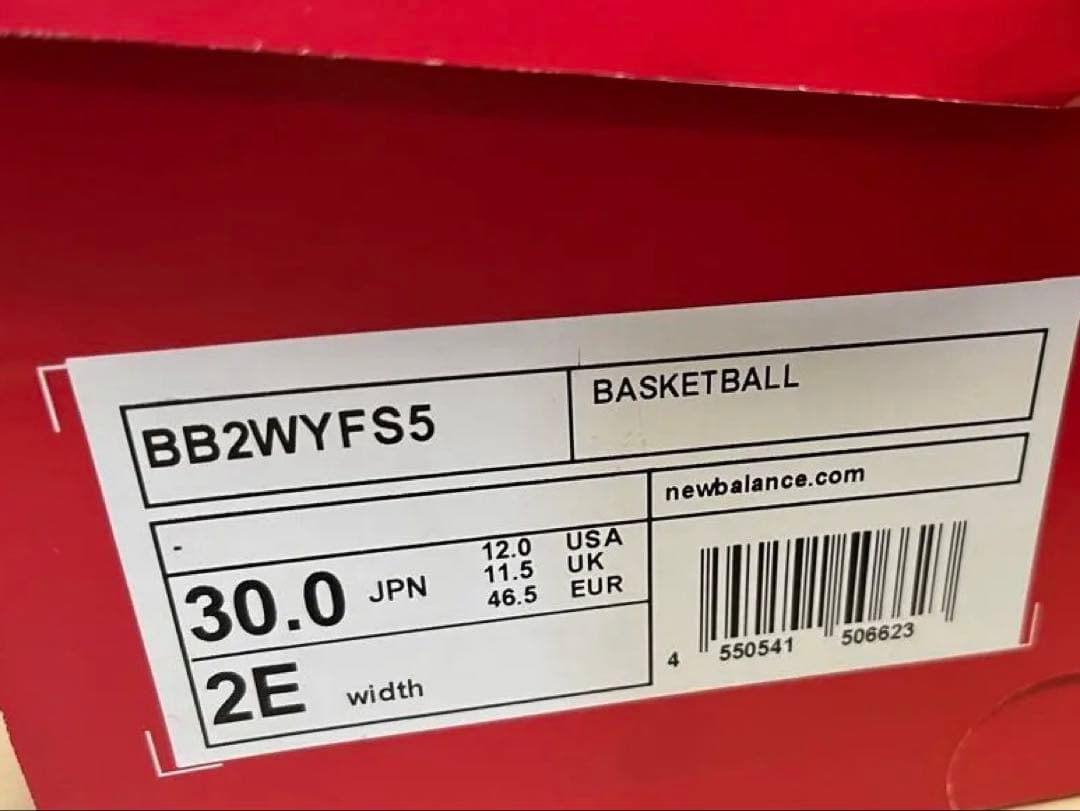 BB2WYFS5
BASKETBALL
newbalance.com
-
30.0 JPN
12.0 USA
11.5 UK
46.5 EUR
2E width
4 550541 506623